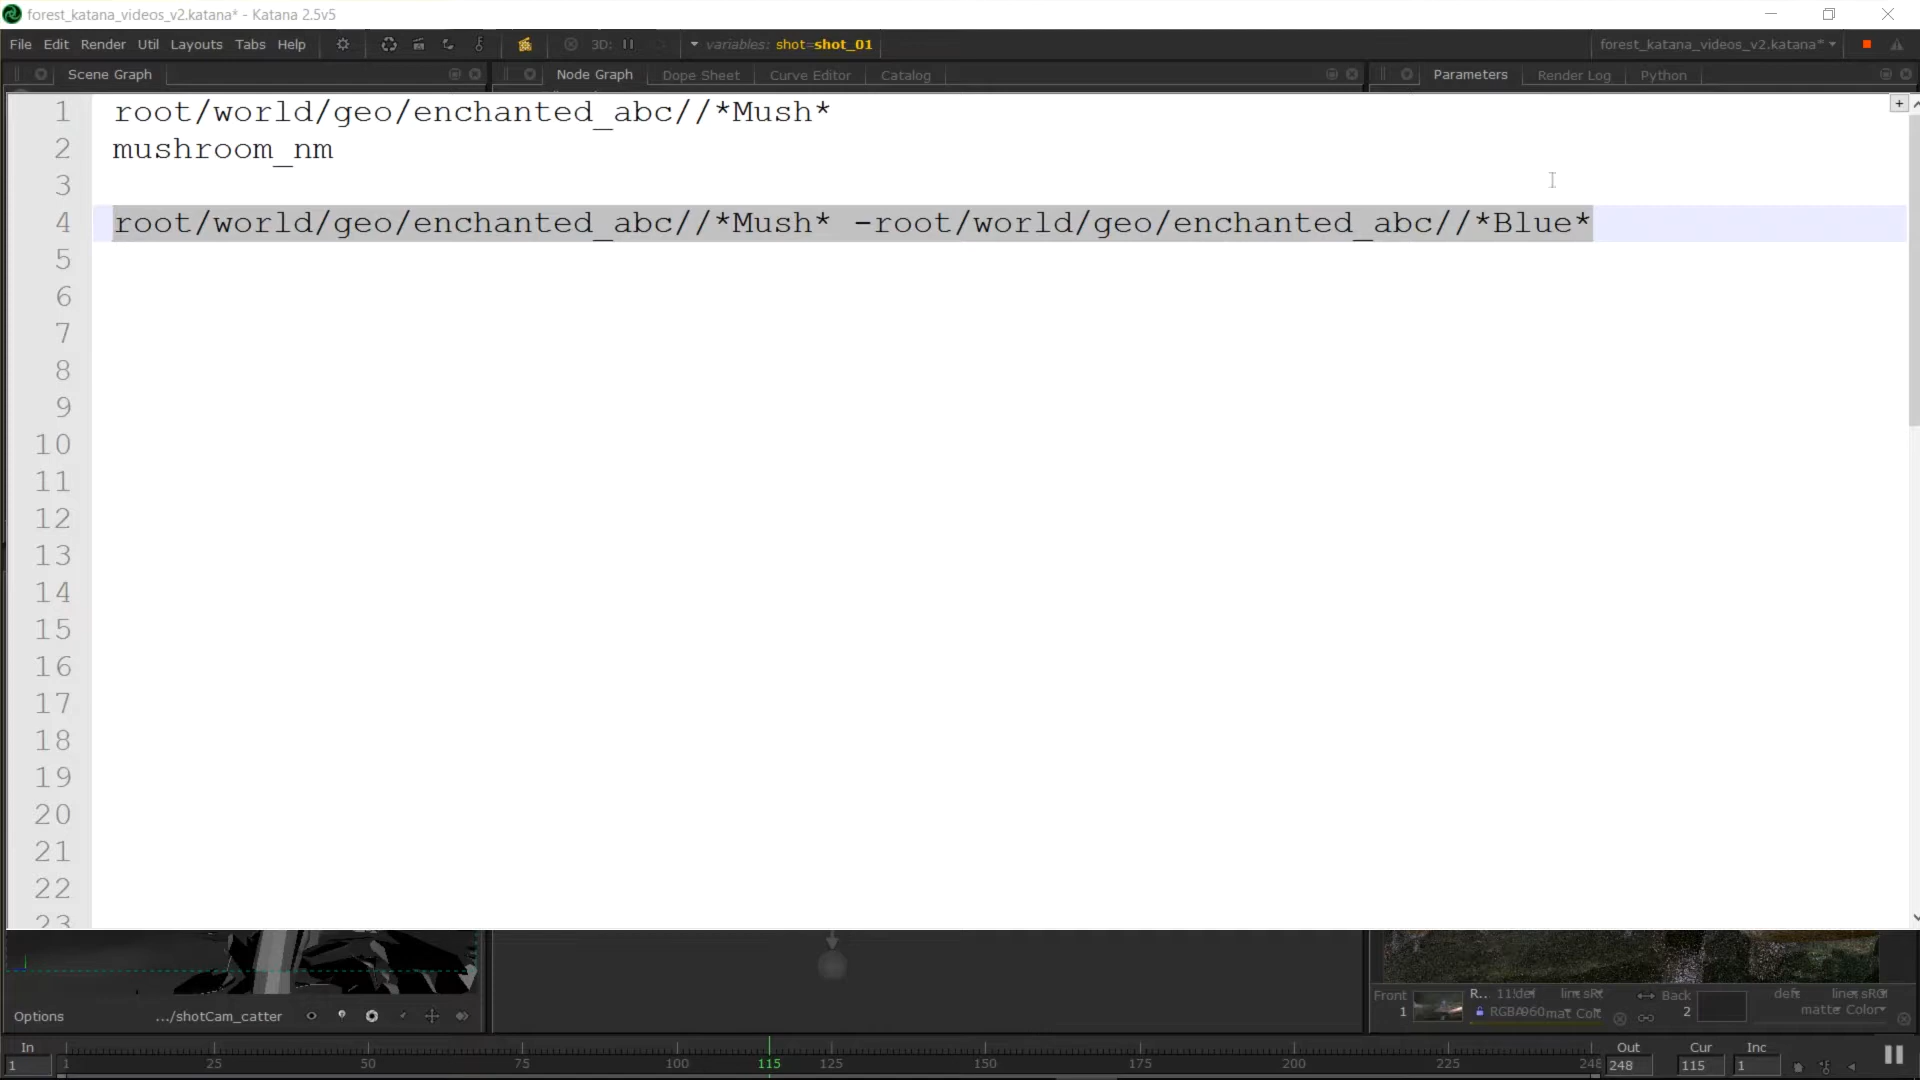 forest_katana_videos_v2.katana* - Katana 2.5v5
File Edit Render Util Layouts Tabs Help 3D: variables: shot=shot_01 forest_katana_videos_v2.katana*
Scene Graph Node Graph Dope Sheet Curve Editor Catalog Parameters Render Log Python
1 root/world/geo/enchanted_abc//*Mush*
2 mushroom_nm
3
4 root/world/geo/enchanted_abc//*Mush* -root/world/geo/enchanted_abc//*Blue*
5
6
7
8
9
10
11
12
13
14
15
16
17
18
19
20
21
22
23
Options .../shotCam_catter
Front R.. Back
1 2
In 1 25 50 75 100 115 125 150 175 200 225 248 Out Cur Inc
1 248 115 1